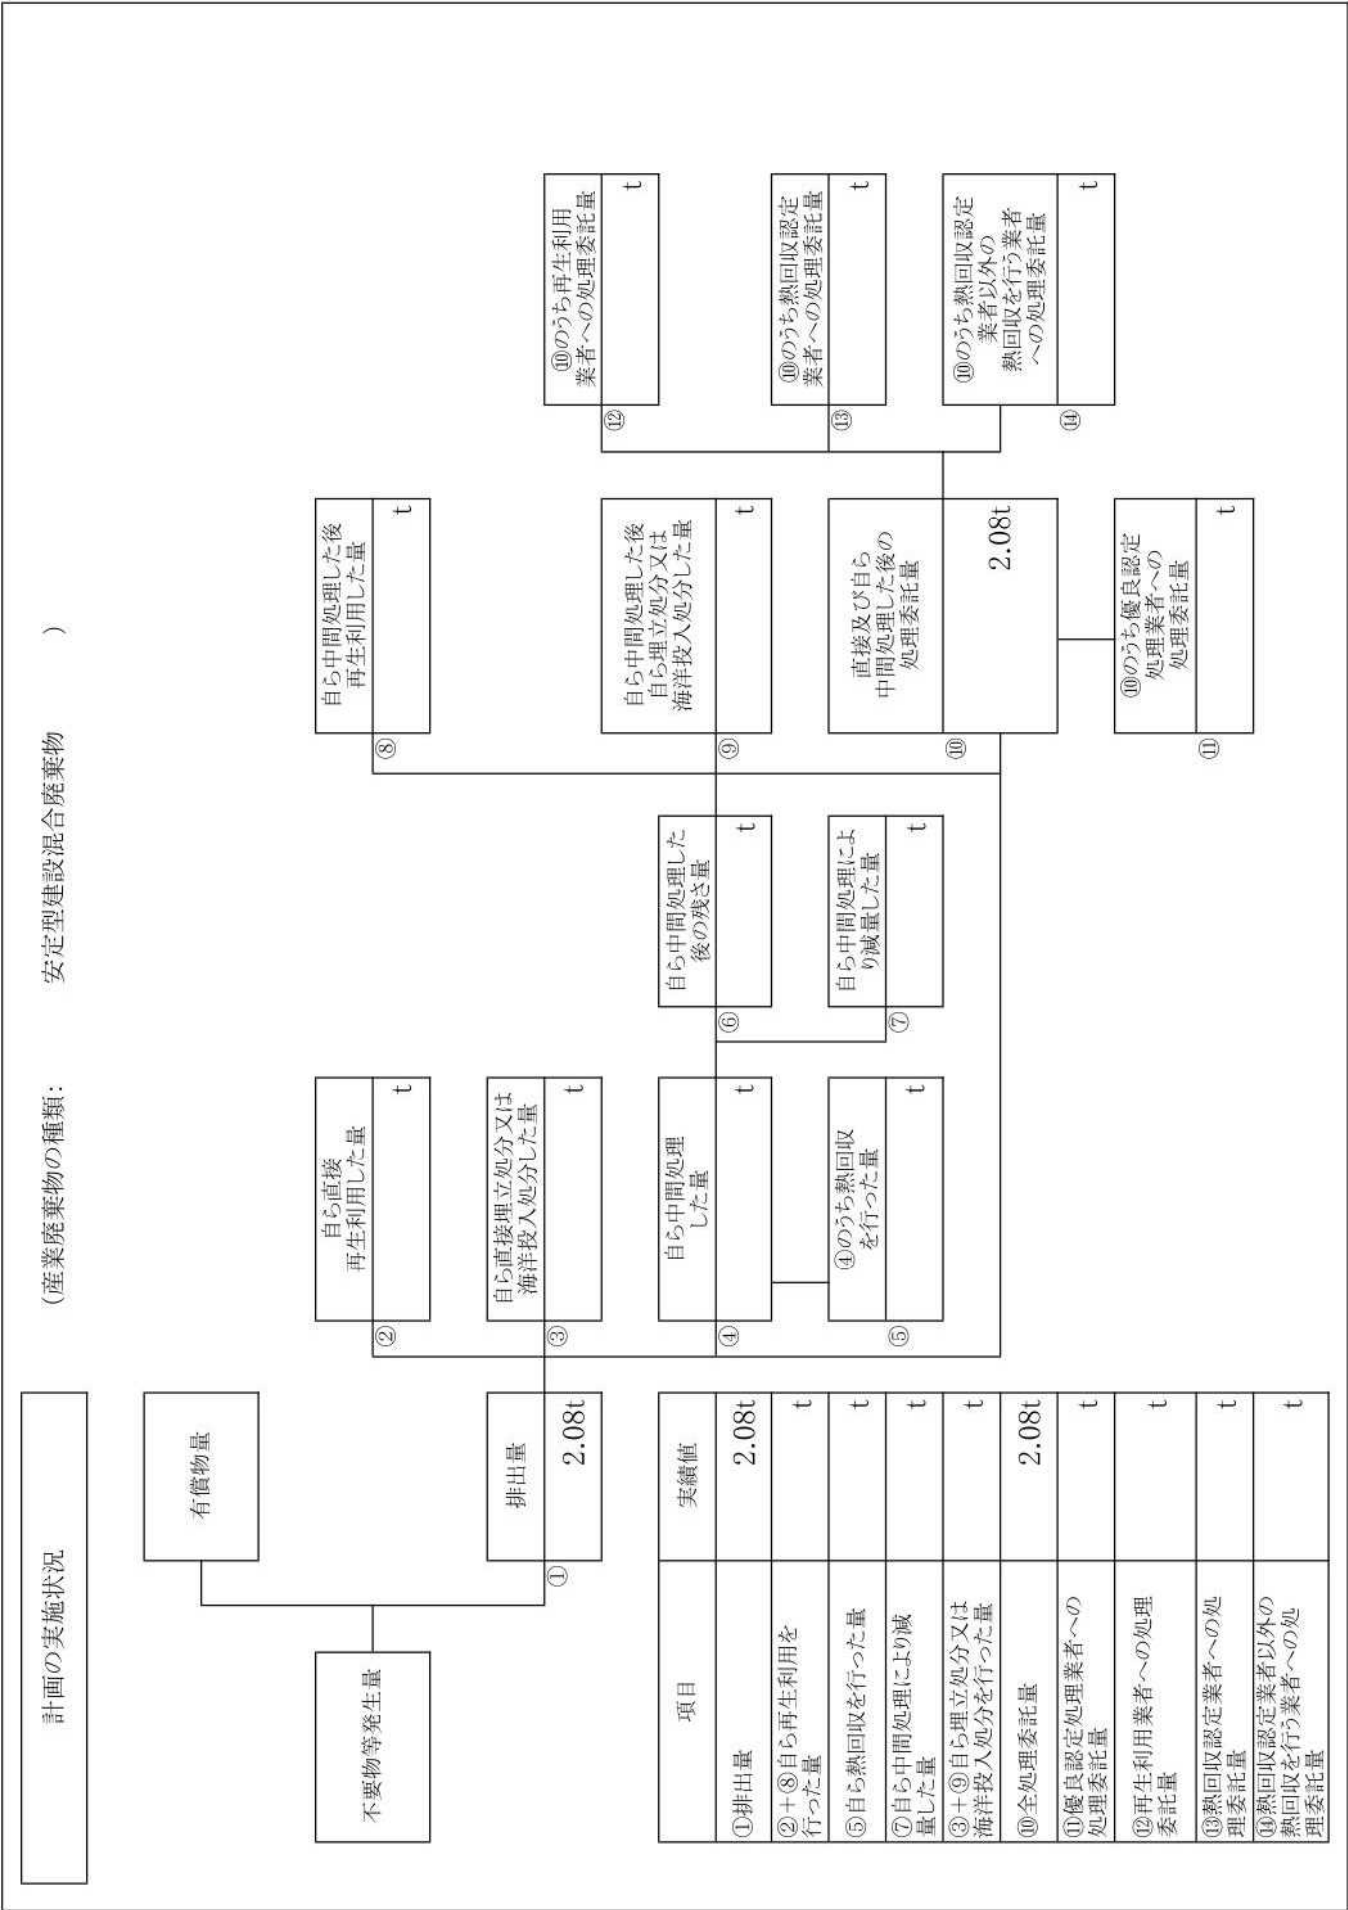 計画の実施状況
(産業廃棄物の種類: 安定型建設混合廃棄物 )
不要物等発生量
有償物量
排出量
①
2.08t
自ら直接
再生利用した量
②
t
自ら直接埋立処分又は
海洋投入処分した量
③
t
自ら中間処理
した量
④
t
④のうち熱回収
を行った量
⑤
t
自ら中間処理した
後の残さ量
⑥
t
自ら中間処理によ
り減量した量
⑦
t
自ら中間処理した後
再生利用した量
⑧
t
自ら中間処理した後
自ら埋立処分又は
海洋投入処分した量
⑨
t
直接及び自ら
中間処理した後の
処理委託量
⑩
2.08t
⑩のうち優良認定
処理業者への
処理委託量
⑪
t
⑩のうち再生利用
業者への処理委託量
⑫
t
⑩のうち熱回収認定
業者への処理委託量
⑬
t
⑩のうち熱回収認定
業者以外の
熱回収を行う業者
への処理委託量
⑭
t
項目 実績値
①排出量 2.08t
②+⑧自ら再生利用を
行った量 t
⑤自ら熱回収を行った量 t
⑦自ら中間処理により減
量した量 t
③+⑨自ら埋立処分又は
海洋投入処分を行った量 t
⑩全処理委託量 2.08t
⑪優良認定処理業者への
処理委託量 t
⑫再生利用業者への処理
委託量 t
⑬熱回収認定業者への処
理委託量 t
⑭熱回収認定業者以外の
熱回収を行う業者への処
理委託量 t